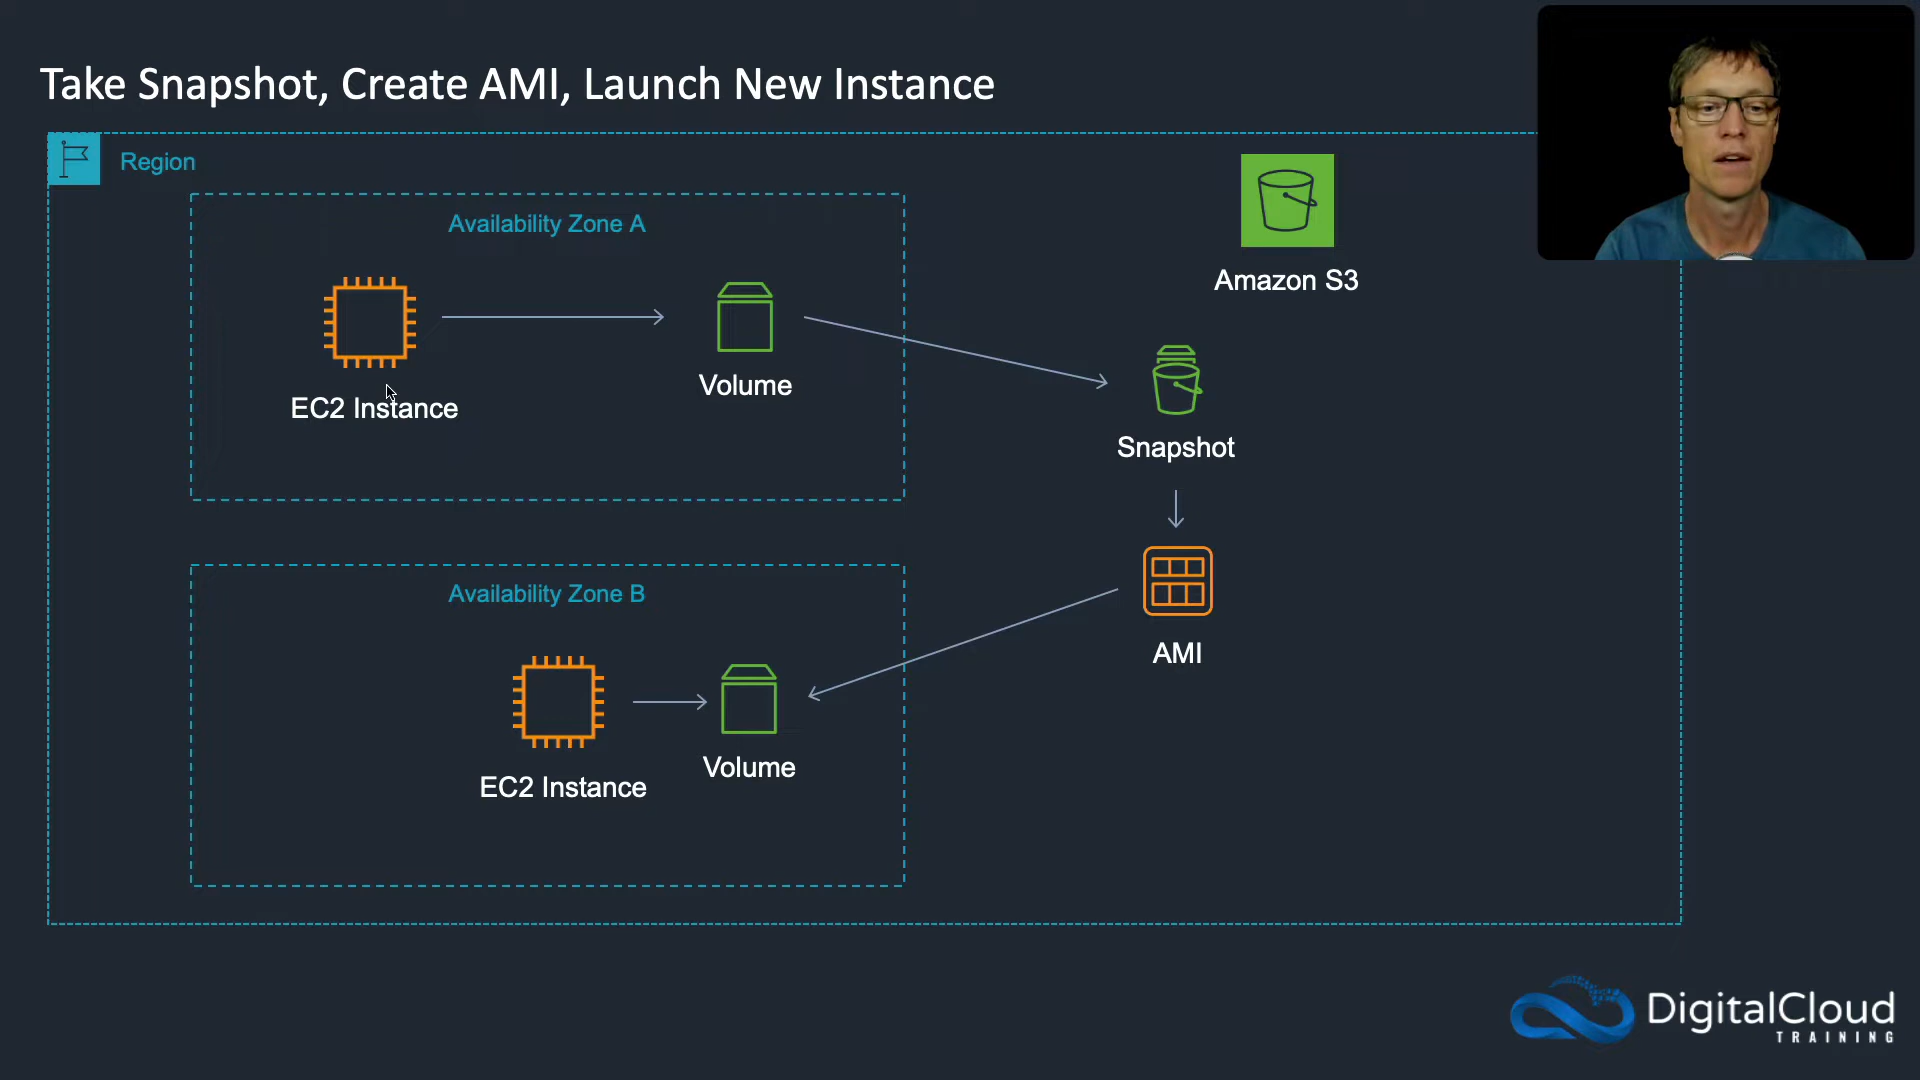 Take Snapshot, Create AMI, Launch New Instance
Region
Availability Zone A
Amazon S3
EC2 Instance
Volume
Snapshot
Availability Zone B
AMI
EC2 Instance
Volume
DigitalCloud
TRAINING